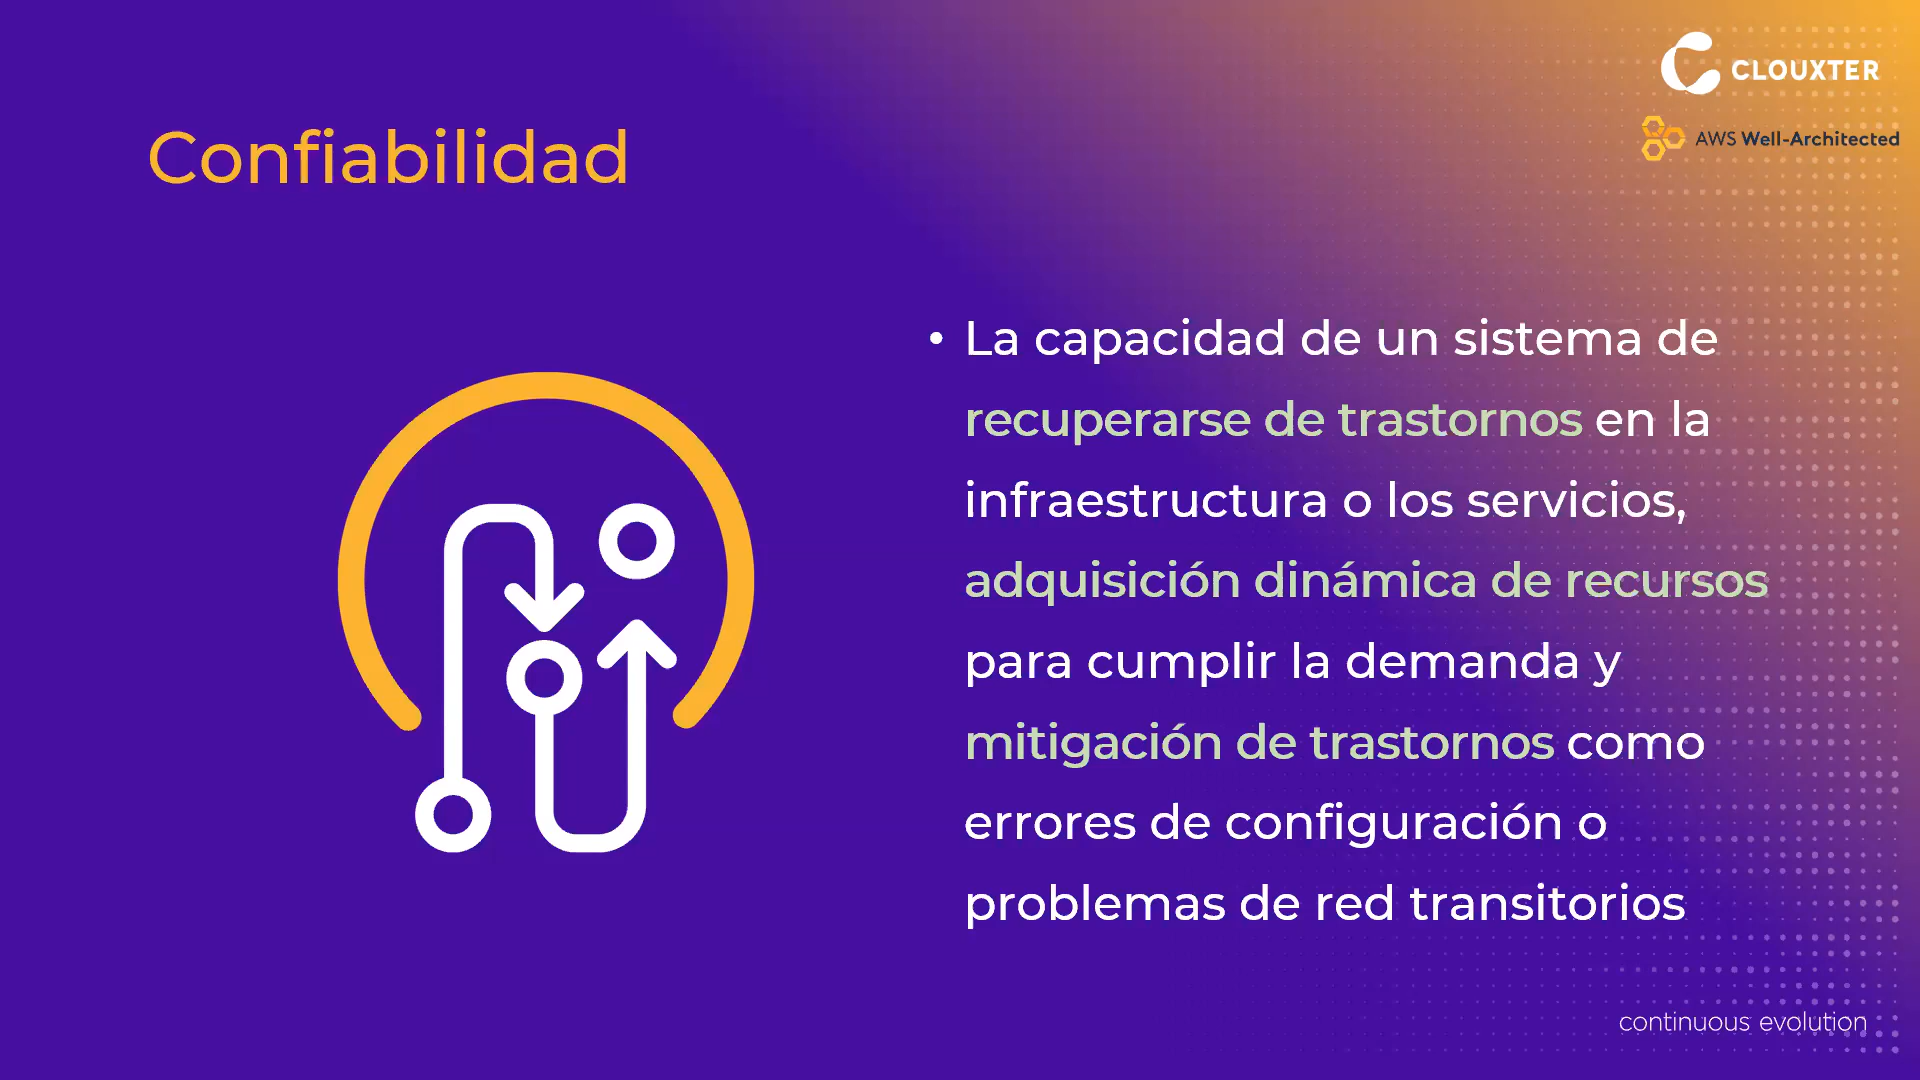 CLOUXTER
AWS Well-Architected
Confiabilidad
• La capacidad de un sistema de
recuperarse de trastornos en la
infraestructura o los servicios,
adquisición dinámica de recursos
para cumplir la demanda y
mitigación de trastornos como
errores de configuración o
problemas de red transitorios
continuous evolution